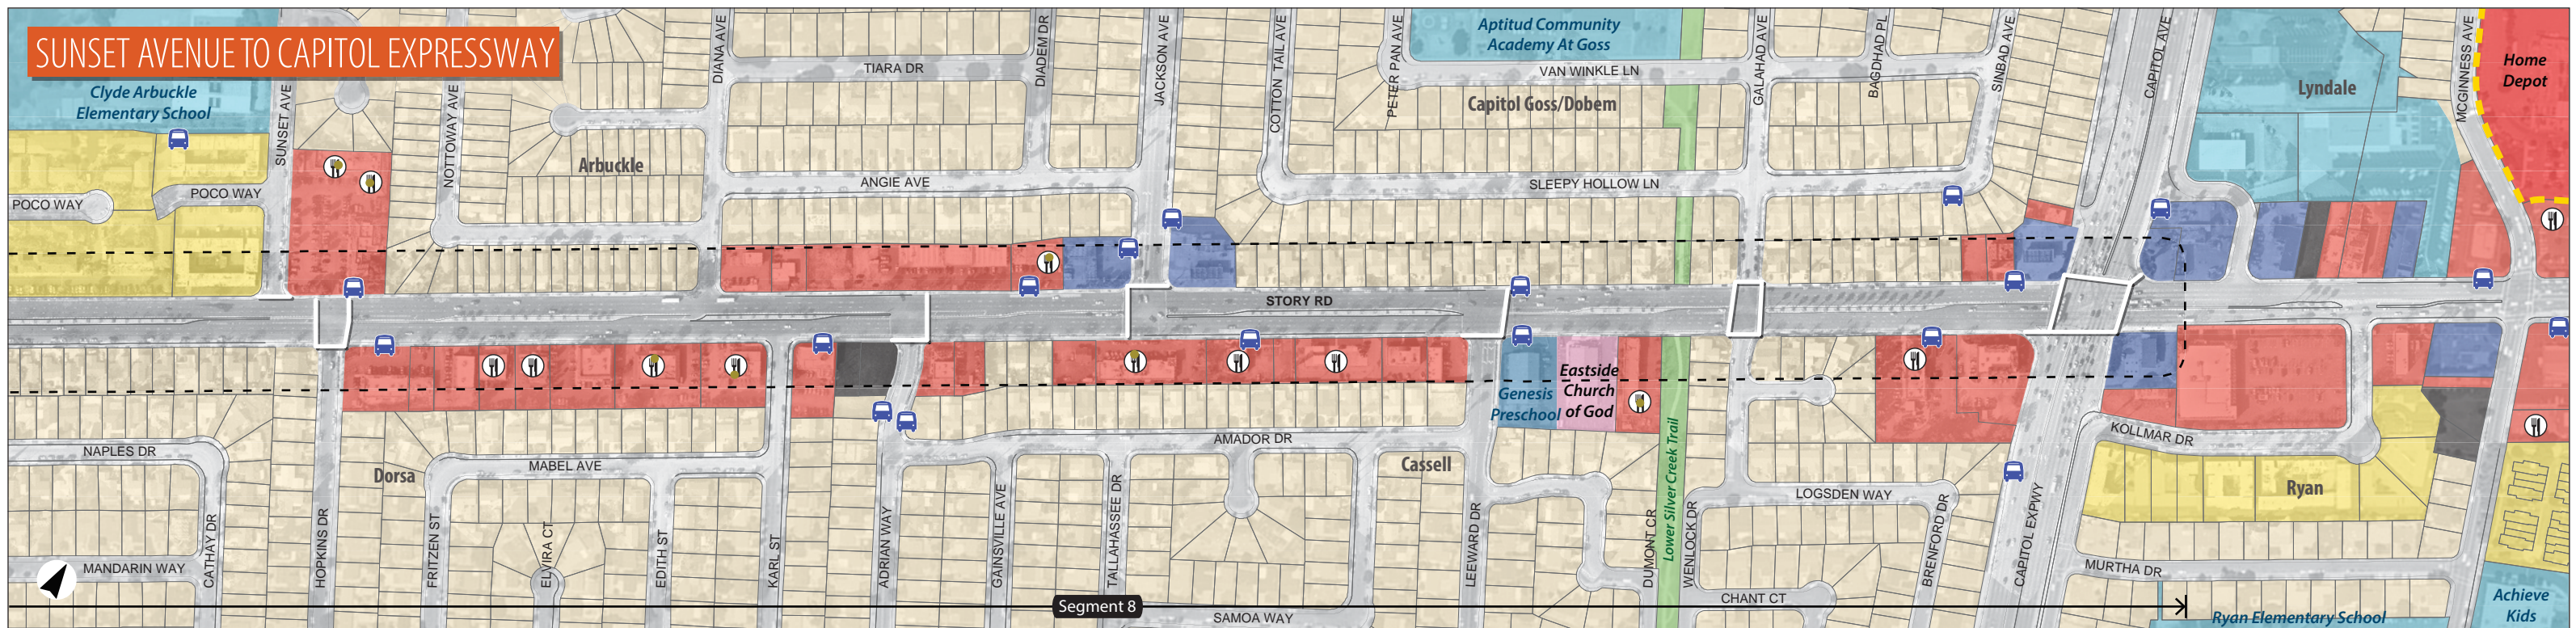 SUNSET AVENUE TO CAPITOL EXPRESSWAY
Clyde Arbuckle
Elementary School
SUNSET AVE
POCO WAY
POCO WAY
NOTTOWAY AVE
Arbuckle
DIANA AVE
TIARA DR
DIADEM DR
ANGIE AVE
JACKSON AVE
COTTON TAIL AVE
PETER PAN AVE
Aptitud Community
Academy At Goss
VAN WINKLE LN
Capitol Goss/Dobern
SLEEPY HOLLOW LN
GALAHAD AVE
BAGDHAD PL
SINBAD AVE
CAPITOL AVE
Lyndale
MCGINNESS AVE
Home
Depot
STORY RD
Genesis
Preschool
Eastside
Church
of God
Lower Silver Creek Trail
NAPLES DR
MANDARIN WAY
CATHAY DR
HOPKINS DR
Dorsa
FRITZEN ST
MABEL AVE
ELVIRA CT
EDITH ST
KARL ST
ADRIAN WAY
GAINSVILLE AVE
TALLAHASSEE DR
AMADOR DR
SAMOA WAY
Cassell
LEEWARD DR
DUMONT CR
WENLOCK DR
LOGSDEN WAY
CHANT CT
BRENFORD DR
CAPITOL EXPWY
KOLLMAR DR
Ryan
MURTHA DR
Ryan Elementary School
Achieve
Kids
Segment 8